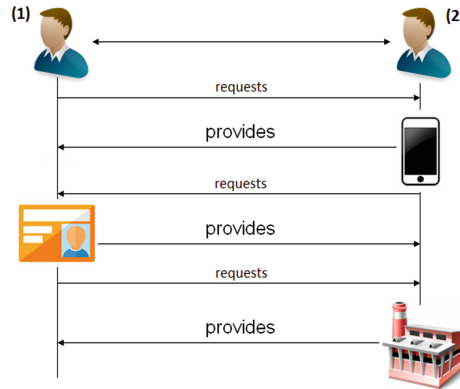 (1)
(2
requests
provides
requests
provides
requests
provides